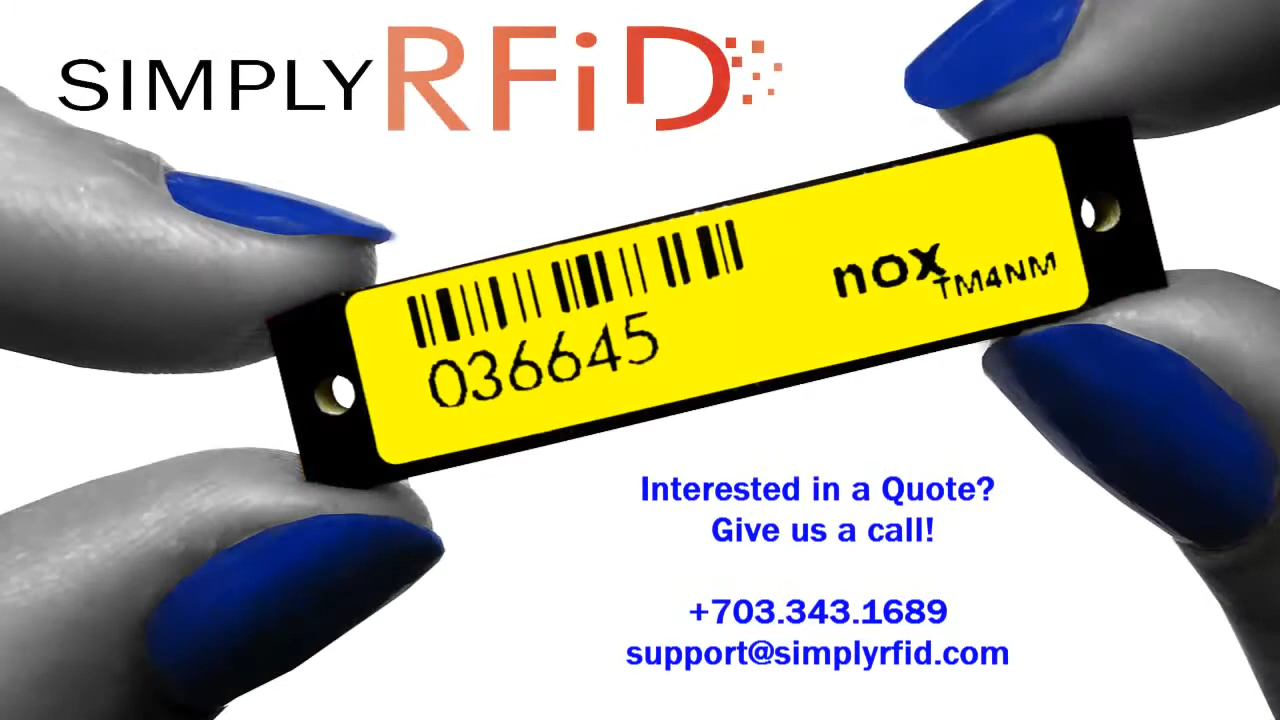 SIMPLYRFiD
036645
nox
TM4NM
Interested in a Quote?
Give us a call!
+703.343.1689
support@simplyrfid.com